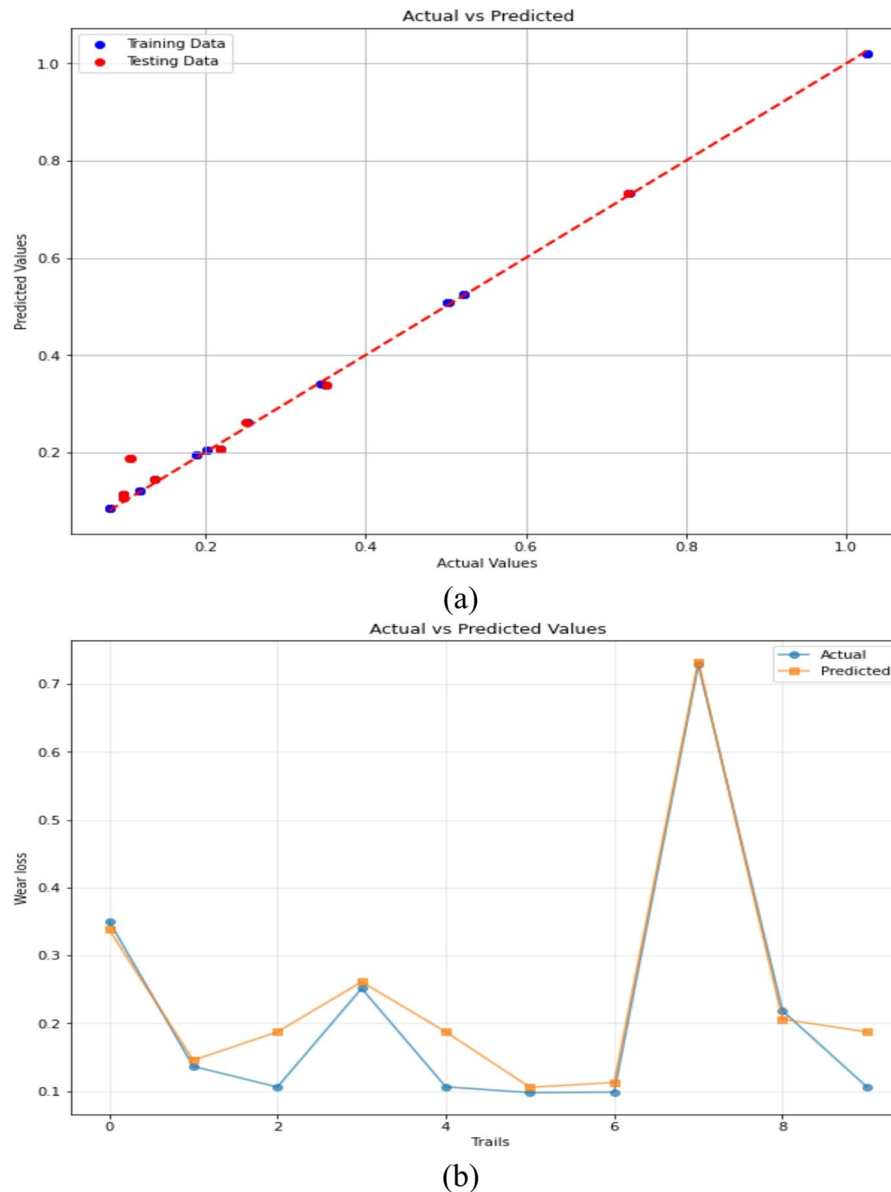 Actual vs Predicted
Training Data
Testing Data
1.0
0.8
0.6
0.4
0.2
Predicted Values
0.2 0.4 0.6 0.8 1.0
Actual Values
(a)
Actual vs Predicted Values
Actual
Predicted
0.7
0.6
0.5
0.4
0.3
0.2
0.1
Wear loss
0 2 4 6 8
Trails
(b)